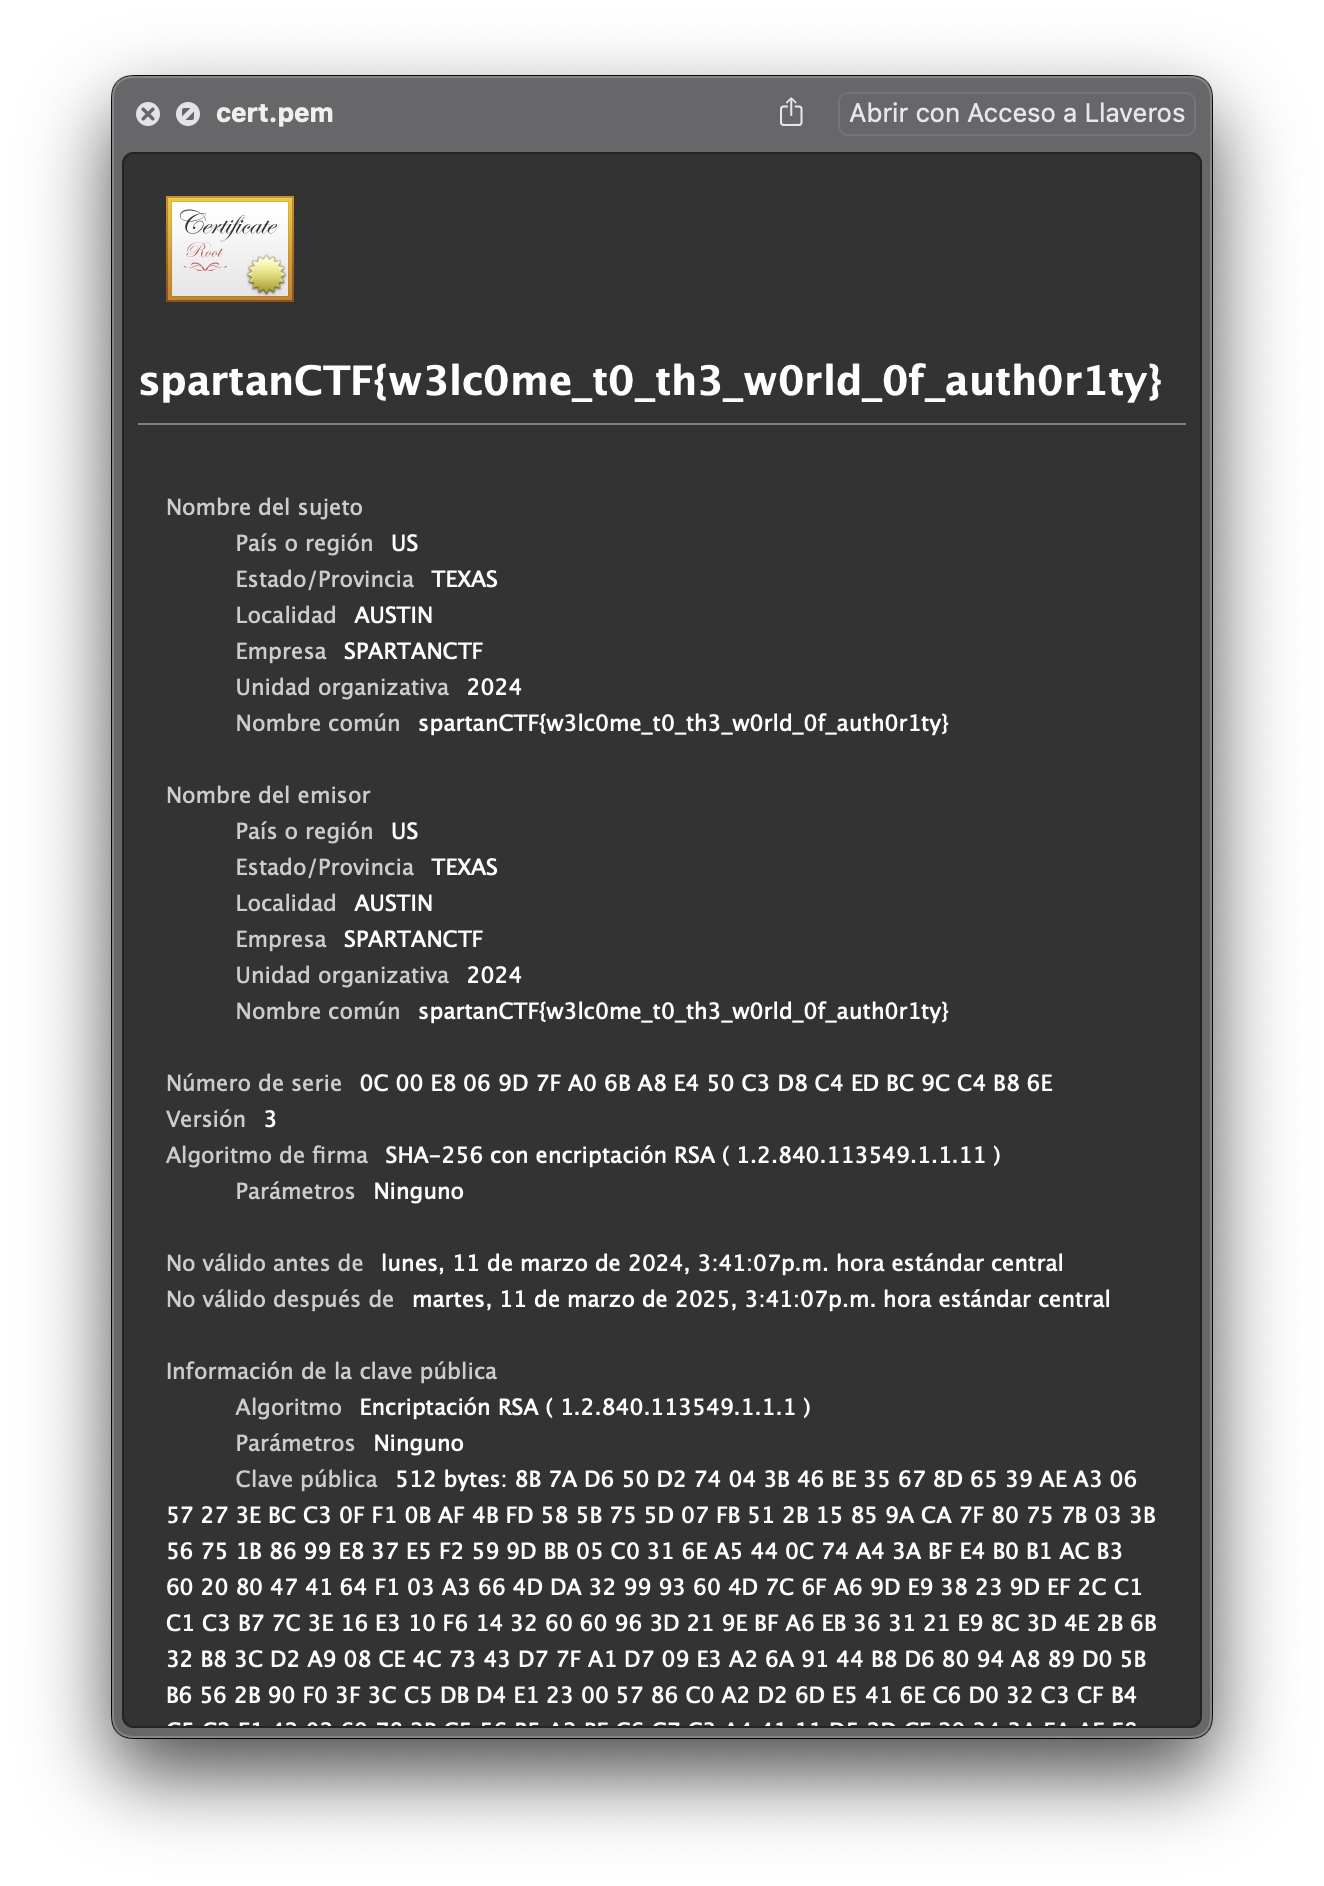 cert.pem
Abrir con Acceso a Llaveros
Certificate
Root
spartanCTF{w3lc0me_t0_th3_w0rld_0f_auth0r1ty}
Nombre del sujeto
País o región US
Estado/Provincia TEXAS
Localidad AUSTIN
Empresa SPARTANCTF
Unidad organizativa 2024
Nombre común spartanCTF{w3lc0me_t0_th3_w0rld_0f_auth0r1ty}
Nombre del emisor
País o región US
Estado/Provincia TEXAS
Localidad AUSTIN
Empresa SPARTANCTF
Unidad organizativa 2024
Nombre común spartanCTF{w3lc0me_t0_th3_w0rld_0f_auth0r1ty}
Número de serie 0C 00 E8 06 9D 7F A0 6B A8 E4 50 C3 D8 C4 ED BC 9C C4 B8 6E
Versión 3
Algoritmo de firma SHA-256 con encriptación RSA ( 1.2.840.113549.1.1.11 )
Parámetros Ninguno
No válido antes de lunes, 11 de marzo de 2024, 3:41:07p.m. hora estándar central
No válido después de martes, 11 de marzo de 2025, 3:41:07p.m. hora estándar central
Información de la clave pública
Algoritmo Encriptación RSA ( 1.2.840.113549.1.1.1 )
Parámetros Ninguno
Clave pública 512 bytes: 8B 7A D6 50 D2 74 04 3B 46 BE 35 67 8D 65 39 AE A3 06
57 27 3E BC C3 0F F1 0B AF 4B FD 58 5B 75 5D 07 FB 51 2B 15 85 9A CA 7F 80 75 7B 03 3B
56 75 1B 86 99 E8 37 E5 F2 59 9D BB 05 C0 31 6E A5 44 0C 74 A4 3A BF E4 B0 B1 AC B3
60 20 80 47 41 64 F1 03 A3 66 4D DA 32 99 93 60 4D 7C 6F A6 9D E9 38 23 9D EF 2C C1
C1 C3 B7 7C 3E 16 E3 10 F6 14 32 60 60 96 3D 21 9E BF A6 EB 36 31 21 E9 8C 3D 4E 2B 6B
32 B8 3C D2 A9 08 CE 4C 73 43 D7 7F A1 D7 09 E3 A2 6A 91 44 B8 D6 80 94 A8 89 D0 5B
B6 56 2B 90 F0 3F 3C C5 DB D4 E1 23 00 57 86 C0 A2 D2 6D E5 41 6E C6 D0 32 C3 CF B4